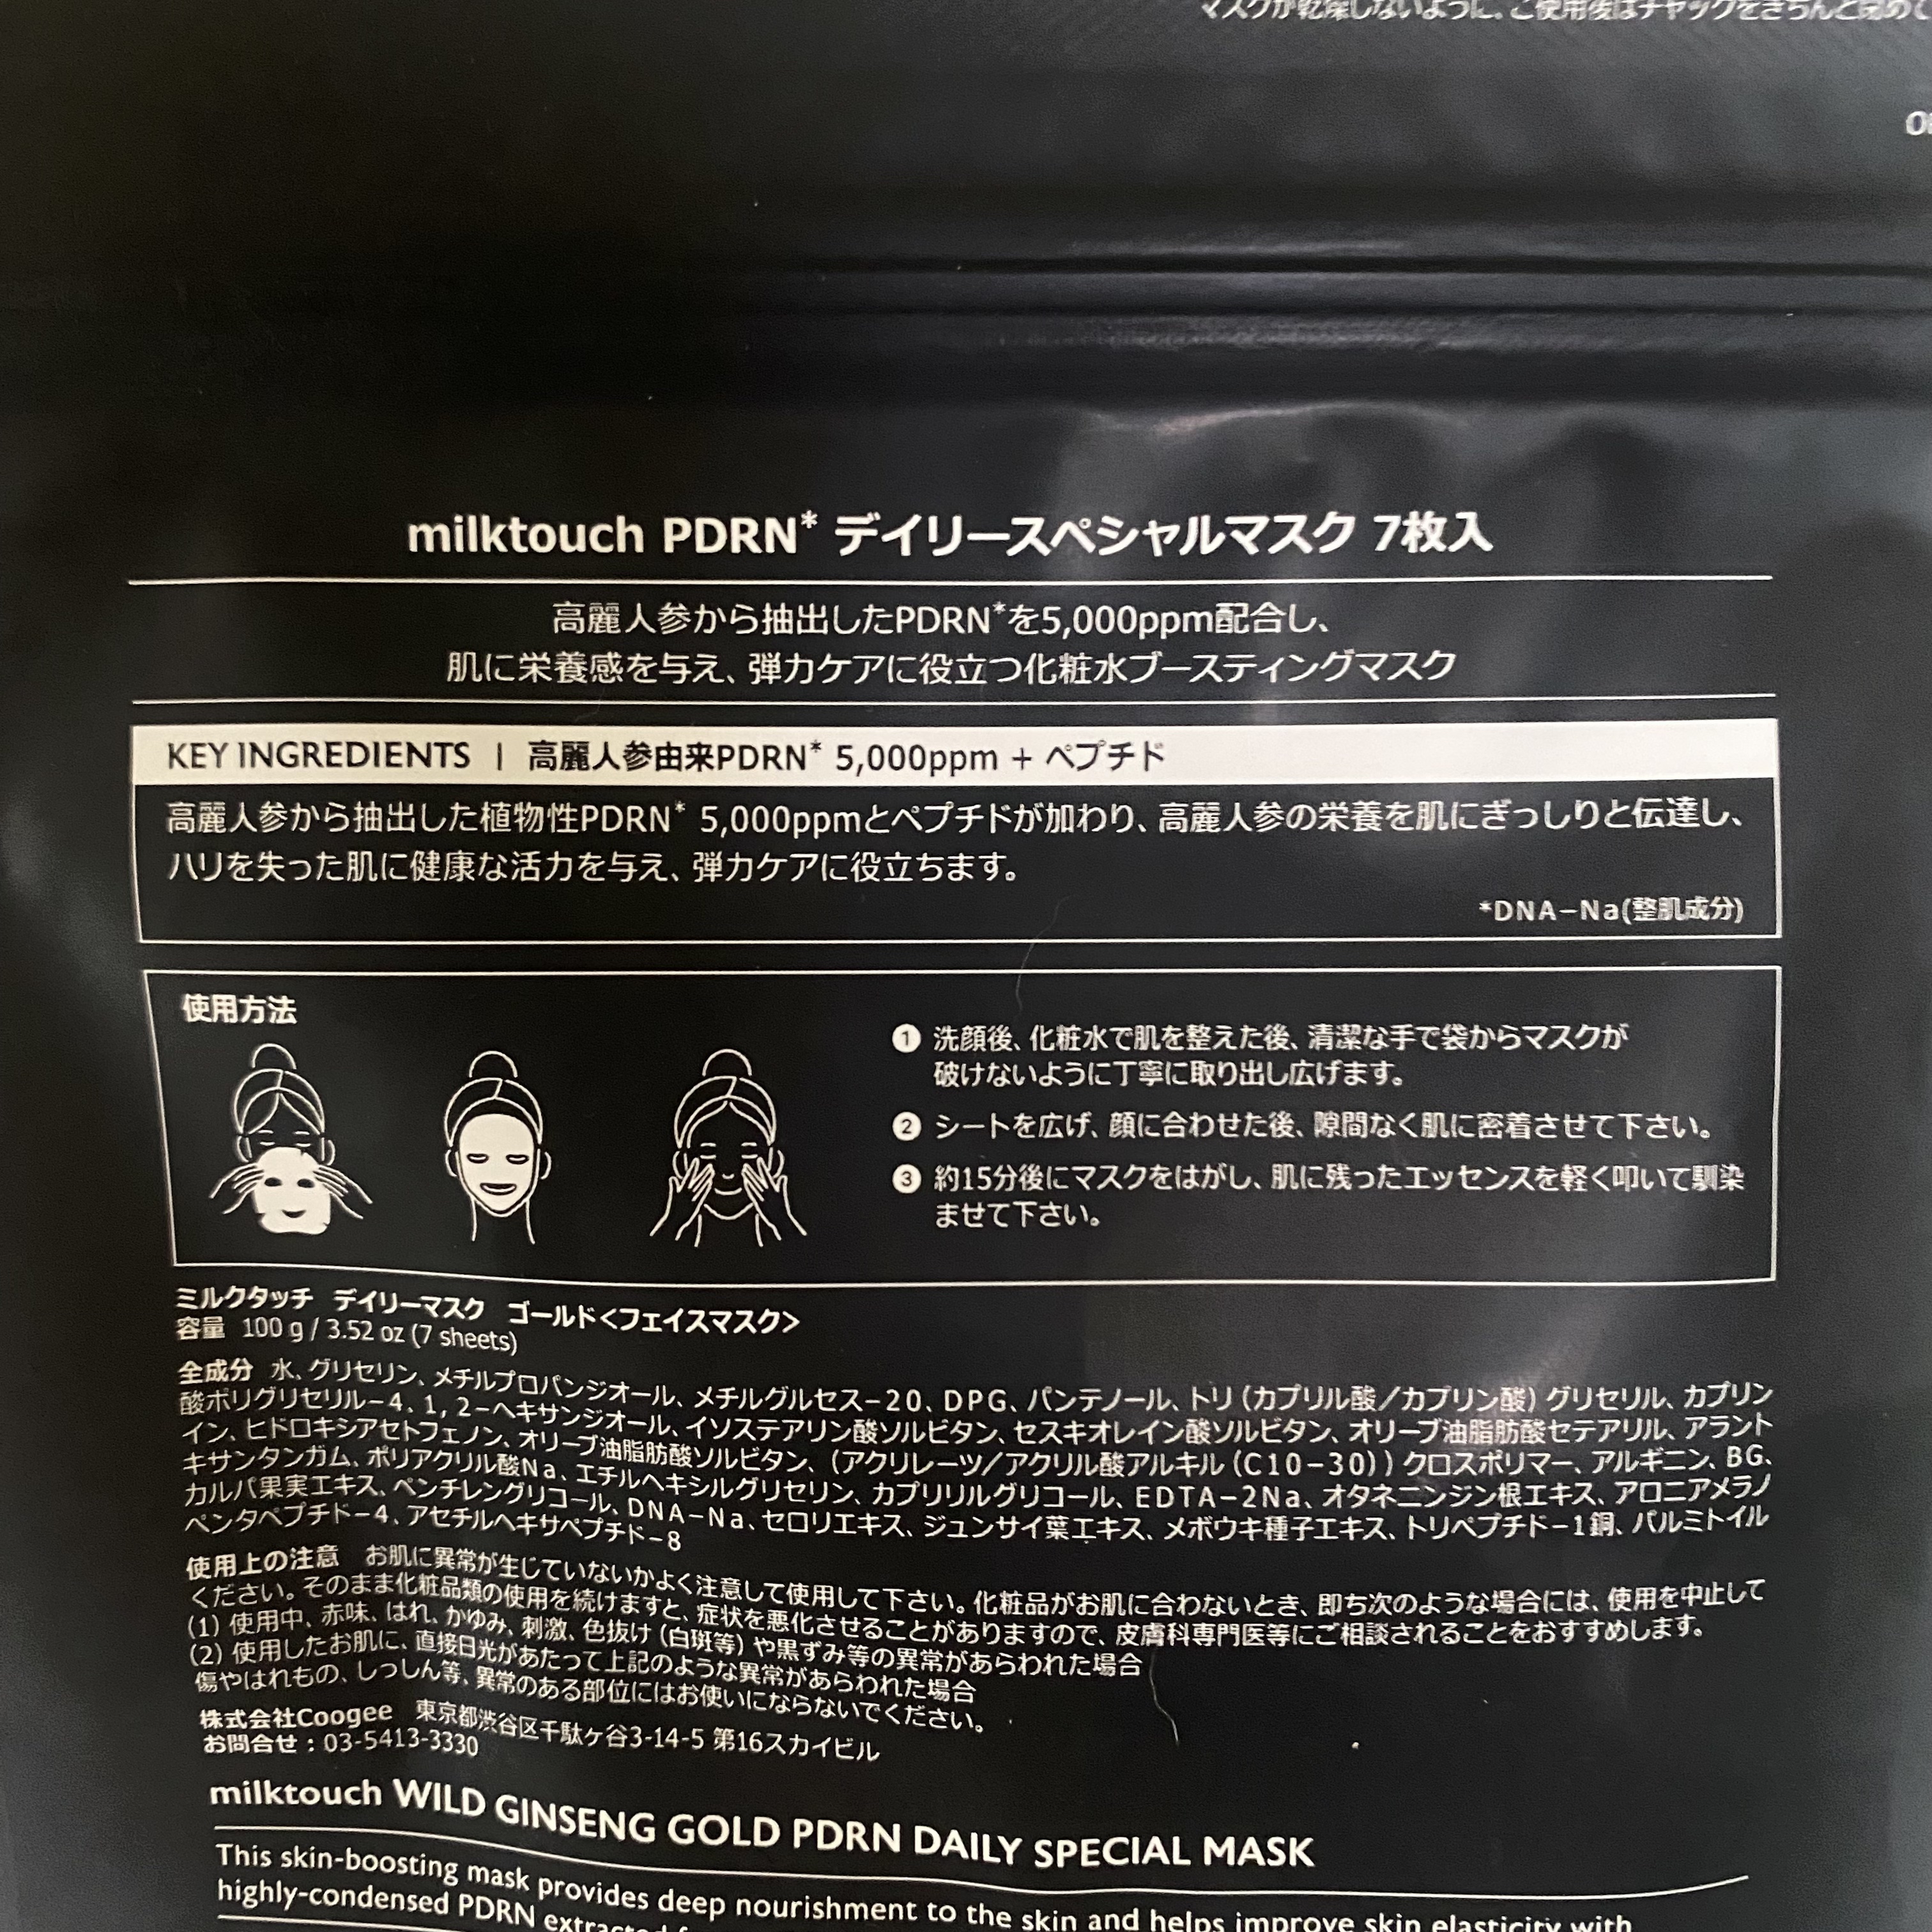 マスクが乾燥しないように、ご使用後はチャックをきちんと閉めて
milktouch PDRN* デイリースペシャルマスク 7枚入
高麗人参から抽出したPDRN*を5,000ppm配合し、
肌に栄養感を与え、弾力ケアに役立つ化粧水ブースティングマスク
KEY INGREDIENTS | 高麗人参由来PDRN* 5,000ppm + ペプチド
高麗人参から抽出した植物性PDRN* 5,000ppmとペプチドが加わり、高麗人参の栄養を肌にぎっしりと伝達し、
ハリを失った肌に健康な活力を与え、弾力ケアに役立ちます。
*DNA−Na(整肌成分)
使用方法
❶ 洗顔後、化粧水で肌を整えた後、清潔な手で袋からマスクが
破けないように丁寧に取り出し広げます。
❷ シートを広げ、顔に合わせた後、隙間なく肌に密着させて下さい。
❸ 約15分後にマスクをはがし、肌に残ったエッセンスを軽く叩いて馴染
ませて下さい。
ミルクタッチ デイリーマスク ゴールド<フェイスマスク>
容量 100 g / 3.52 oz (7 sheets)
全成分 水、グリセリン、メチルプロパンジオール、メチルグルセス−20、DPG、パンテノール、トリ（カプリル酸／カプリン酸）グリセリル、カプリン
酸ポリグリセリル−4、1, 2−ヘキサンジオール、イソステアリン酸ソルビタン、セスキオレイン酸ソルビタン、オリーブ油脂肪酸セテアリル、アラント
イン、ヒドロキシアセトフェノン、オリーブ油脂肪酸ソルビタン、（アクリレーツ／アクリル酸アルキル（C10−30））クロスポリマー、アルギニン、BG、
キサンタンガム、ポリアクリル酸Na、エチルヘキシルグリセリン、カプリリルグリコール、EDTA−2Na、オタネニンジン根エキス、アロニアメラノ
カルパ果実エキス、ペンチレングリコール、DNA−Na、セロリエキス、ジュンサイ葉エキス、メボウキ種子エキス、トリペプチド−1銅、パルミトイル
ペンタペプチド−4、アセチルヘキサペプチド−8
使用上の注意 お肌に異常が生じていないかよく注意して使用して下さい。化粧品がお肌に合わないとき、即ち次のような場合には、使用を中止して
ください。そのまま化粧品類の使用を続けますと、症状を悪化させることがありますので、皮膚科専門医等にご相談されることをおすすめします。
(1) 使用中、赤味、はれ、かゆみ、刺激、色抜け（白斑等）や黒ずみ等の異常があらわれた場合
(2) 使用したお肌に、直接日光があたって上記のような異常があらわれた場合
傷やはれもの、しっしん等、異常のある部位にはお使いにならないでください。
株式会社Coogee 東京都渋谷区千駄ヶ谷3-14-5 第16スカイビル
お問合せ：03-5413-3330
milktouch WILD GINSENG GOLD PDRN DAILY SPECIAL MASK
This skin-boosting mask provides deep nourishment to the skin and helps improve skin elasticity with
highly-condensed PDRN extracted